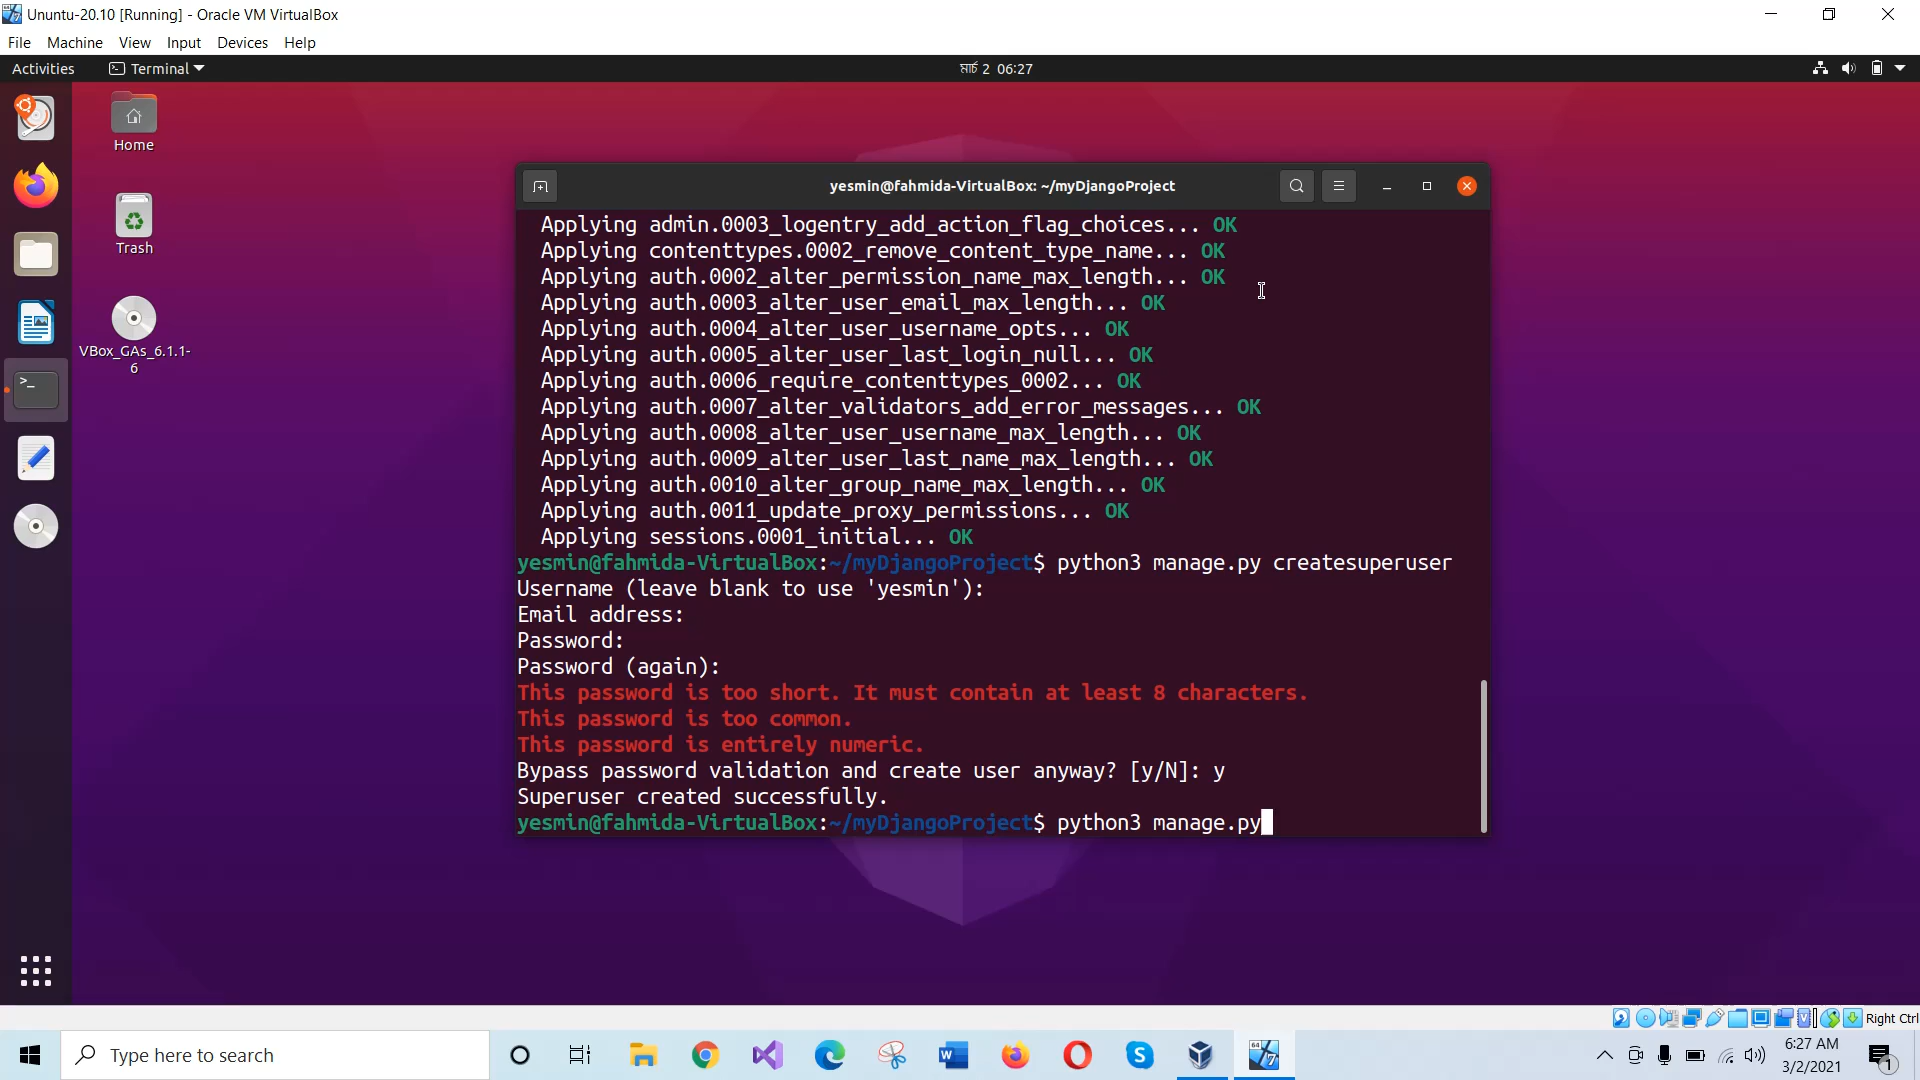 Ununtu-20.10 [Running] - Oracle VM VirtualBox
File Machine View Input Devices Help
Activities Terminal মার্চ 2 06:27
Home
Trash
VBox_GAs_6.1.1-
6
yesmin@fahmida-VirtualBox: ~/myDjangoProject
Applying admin.0003_logentry_add_action_flag_choices... OK
Applying contenttypes.0002_remove_content_type_name... OK
Applying auth.0002_alter_permission_name_max_length... OK
Applying auth.0003_alter_user_email_max_length... OK
Applying auth.0004_alter_user_username_opts... OK
Applying auth.0005_alter_user_last_login_null... OK
Applying auth.0006_require_contenttypes_0002... OK
Applying auth.0007_alter_validators_add_error_messages... OK
Applying auth.0008_alter_user_username_max_length... OK
Applying auth.0009_alter_user_last_name_max_length... OK
Applying auth.0010_alter_group_name_max_length... OK
Applying auth.0011_update_proxy_permissions... OK
Applying sessions.0001_initial... OK
yesmin@fahmida-VirtualBox:~/myDjangoProject$ python3 manage.py createsuperuser
Username (leave blank to use 'yesmin'):
Email address:
Password:
Password (again):
This password is too short. It must contain at least 8 characters.
This password is too common.
This password is entirely numeric.
Bypass password validation and create user anyway? [y/N]: y
Superuser created successfully.
yesmin@fahmida-VirtualBox:~/myDjangoProject$ python3 manage.py
Right Ctrl
Type here to search
6:27 AM
3/2/2021
1